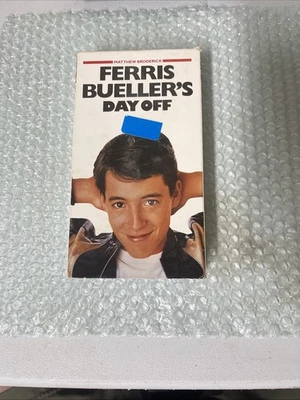 MATTHEW BRODERICK
FERRIS
BUELLER'S
DAY OFF